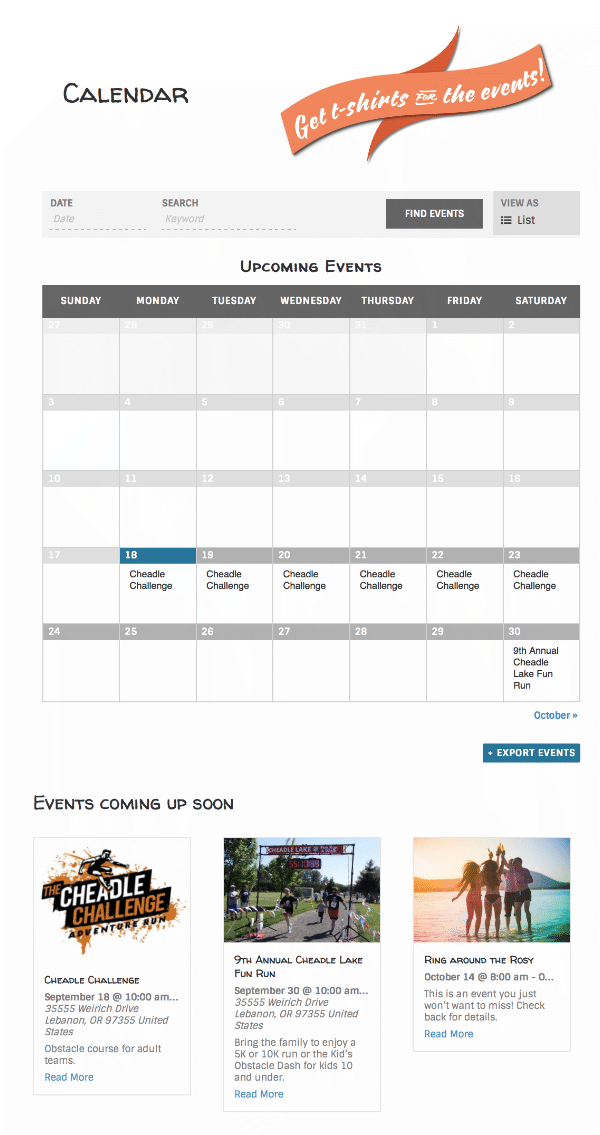 Calendar
Get t-shirts FOR the events!
DATE
Date
SEARCH
Keyword
FIND EVENTS
VIEW AS
List
Upcoming Events
SUNDAY MONDAY TUESDAY WEDNESDAY THURSDAY FRIDAY SATURDAY
27 28 29 30 31 1 2
3 4 5 6 7 8 9
10 11 12 13 14 15 16
17 18 19 20 21 22 23
Cheadle Cheadle Cheadle Cheadle Cheadle Cheadle
Challenge Challenge Challenge Challenge Challenge Challenge
24 25 26 27 28 29 30
9th Annual
Cheadle
Lake Fun
Run
October »
+ EXPORT EVENTS
Events coming up soon
THE
CHEADLE
CHALLENGE
ADVENTURE RUN
Cheadle Challenge
September 18 @ 10:00 am...
35555 Weirich Drive
Lebanon, OR 97355 United
States
Obstacle course for adult
teams.
Read More
CHEADLE LAKE
9th Annual Cheadle Lake
Fun Run
September 30 @ 10:00 am...
35555 Weirich Drive
Lebanon, OR 97355 United
States
Bring the family to enjoy a
5K or 10K run or the Kid's
Obstacle Dash for kids 10
and under.
Read More
Ring around the Rosy
October 14 @ 8:00 am - O...
This is an event you just
won't want to miss! Check
back for details.
Read More